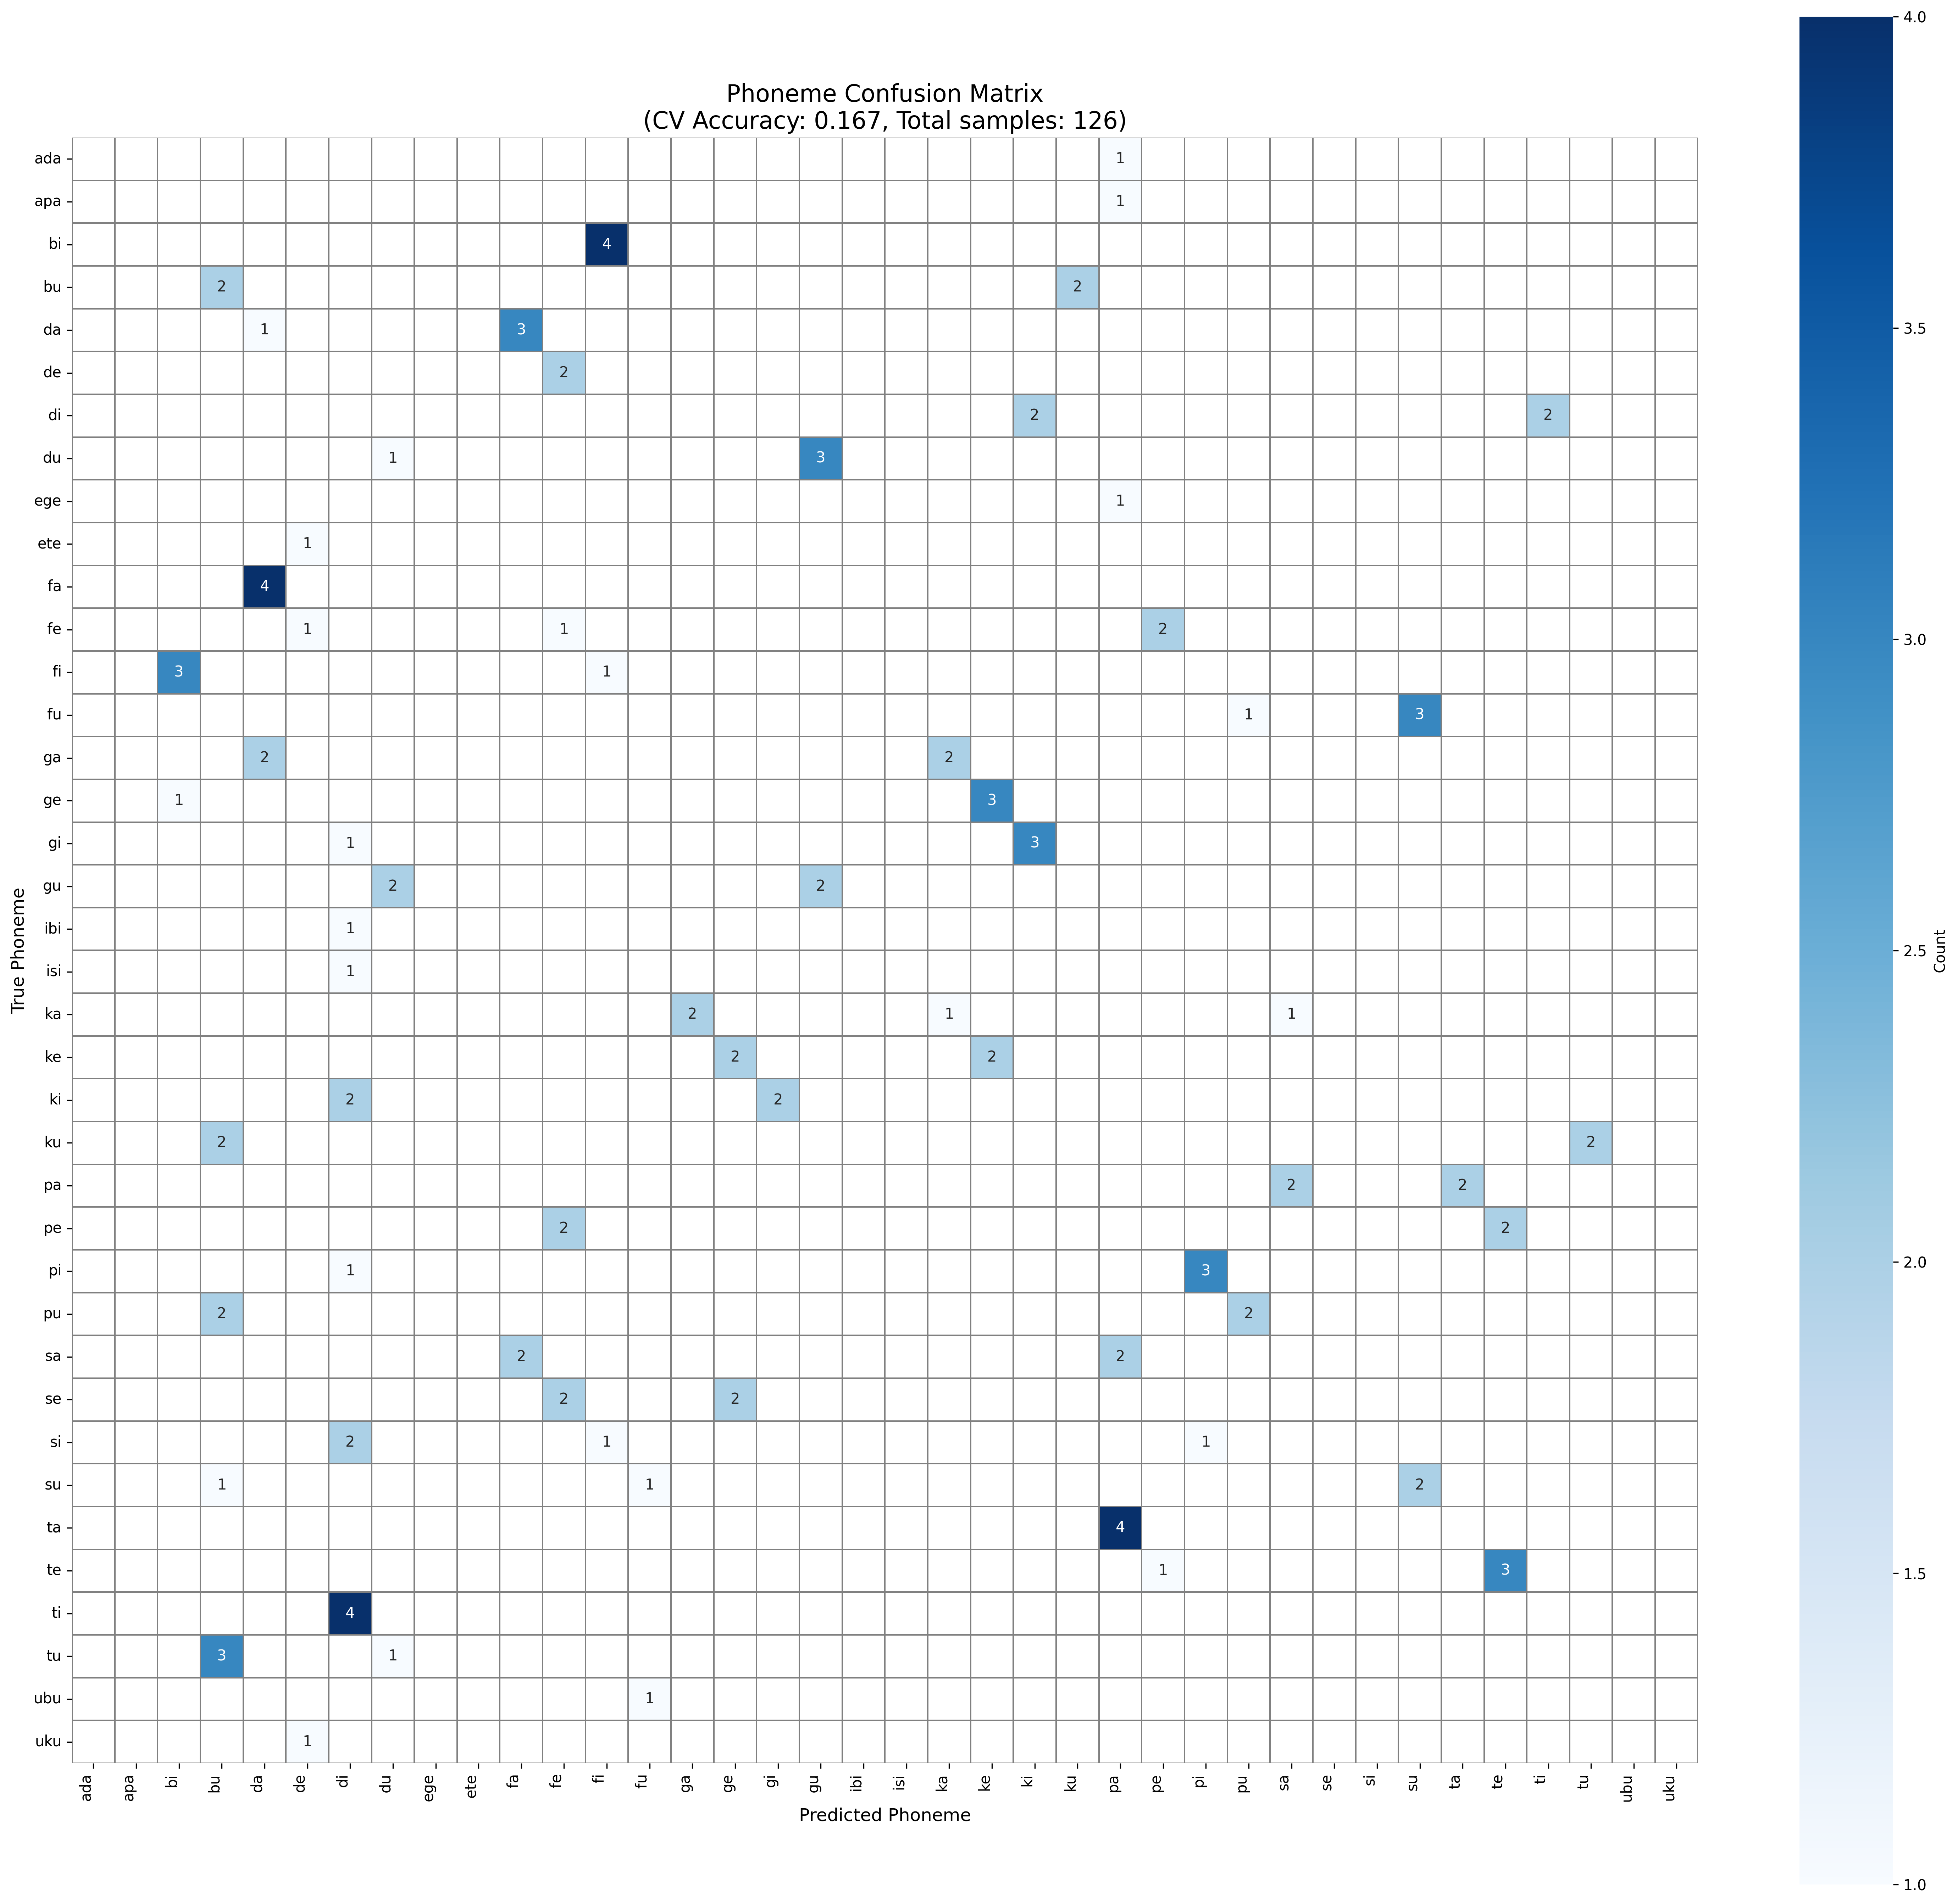 Phoneme Confusion Matrix
(CV Accuracy: 0.167, Total samples: 126)
ada 1
apa 1
bi 4
bu 2 2
da 1 3
de 2
di 2 2
du 1 3
ege 1
ete 1
fa 4
fe 1 1 2
fi 3 1
fu 1 3
ga 2 2
ge 1 3
gi 1 3
gu 2 2
ibi 1
isi 1
ka 2 1 1
ke 2 2
ki 2 2
ku 2 2
pa 2 2
pe 2 2
pi 1 3
pu 2 2
sa 2 2
se 2 2
si 2 1 1
su 1 1 2
ta 4
te 1 3
ti 4
tu 3 1
ubu 1
uku 1
True Phoneme
ada apa bi bu da de di du ege ete fa fe fi fu ga ge gi gu ibi isi ka ke ki ku pa pe pi pu sa se si su ta te ti tu ubu uku
Predicted Phoneme
4.0
3.5
3.0
2.5
2.0
1.5
1.0
Count